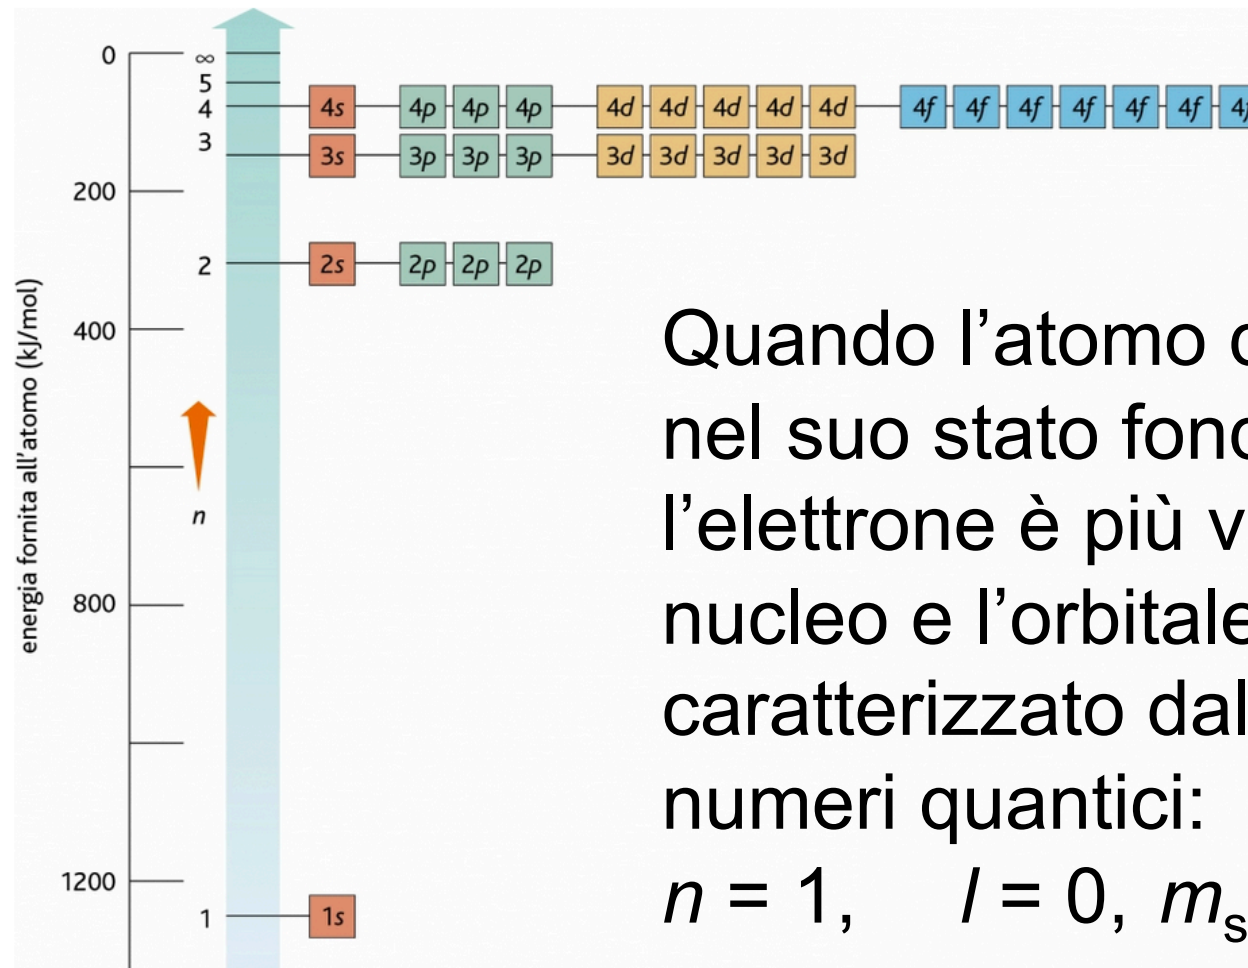 0
∞
5
4
4s 4p 4p 4p 4d 4d 4d 4d 4d 4f 4f 4f 4f 4f 4f
3
3s 3p 3p 3p 3d 3d 3d 3d 3d
200
2
2s 2p 2p 2p
energia fornita all'atomo (kJ/mol)
400
n
800
1200
1
1s
Quando l’atomo
nel suo stato
l’elettrone è più
nucleo e l’orbitale
caratterizzato
numeri quantici:
n = 1, l = 0, ms